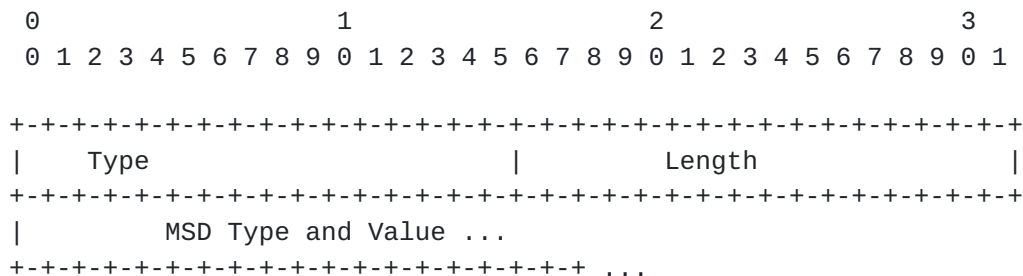 0                   1                   2                   3
0 1 2 3 4 5 6 7 8 9 0 1 2 3 4 5 6 7 8 9 0 1 2 3 4 5 6 7 8 9 0 1
+-+-+-+-+-+-+-+-+-+-+-+-+-+-+-+-+-+-+-+-+-+-+-+-+-+-+-+-+-+-+-+-+
|    Type                       |         Length                |
+-+-+-+-+-+-+-+-+-+-+-+-+-+-+-+-+-+-+-+-+-+-+-+-+-+-+-+-+-+-+-+-+
|         MSD Type and Value ...
+-+-+-+-+-+-+-+-+-+-+-+-+-+-+-+-+-+-+ ...